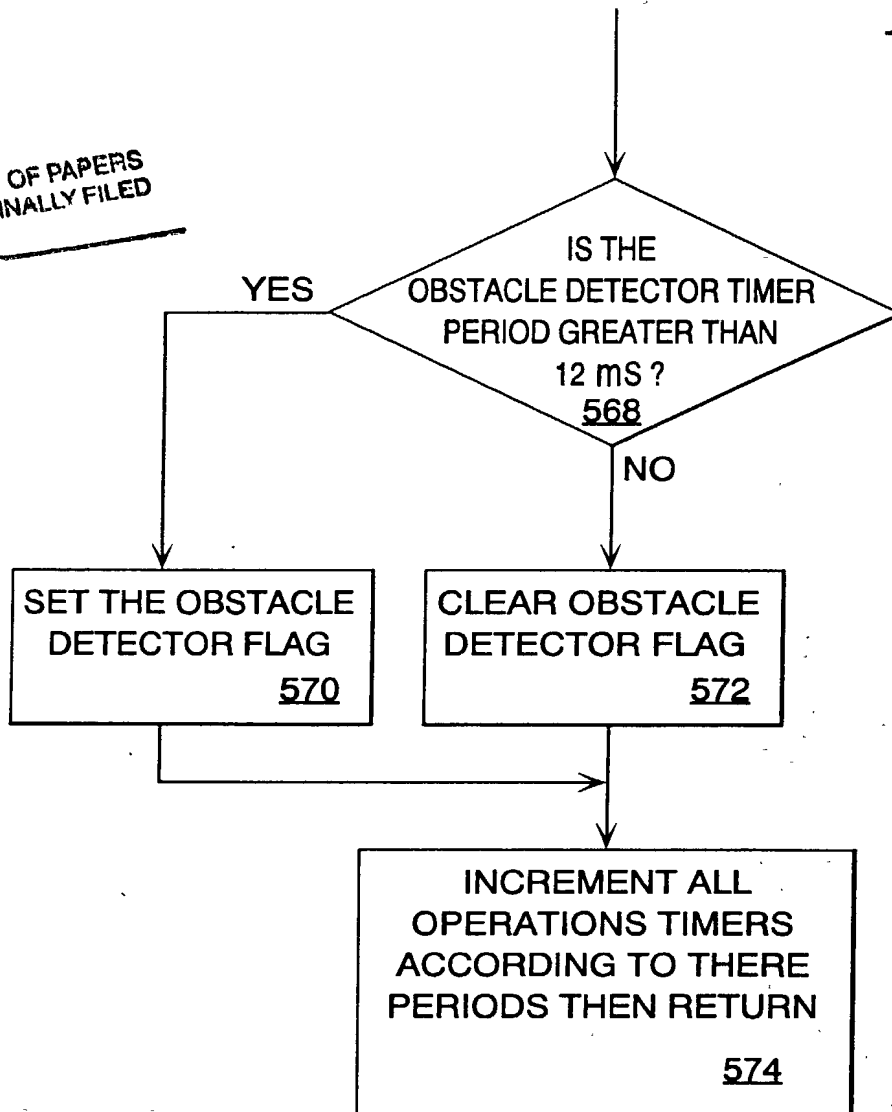 OF PAPERS
INALLY FILED
IS THE
OBSTACLE DETECTOR TIMER
PERIOD GREATER THAN
12 mS ?
568
YES
NO
SET THE OBSTACLE
DETECTOR FLAG
570
CLEAR OBSTACLE
DETECTOR FLAG
572
INCREMENT ALL
OPERATIONS TIMERS
ACCORDING TO THERE
PERIODS THEN RETURN
574